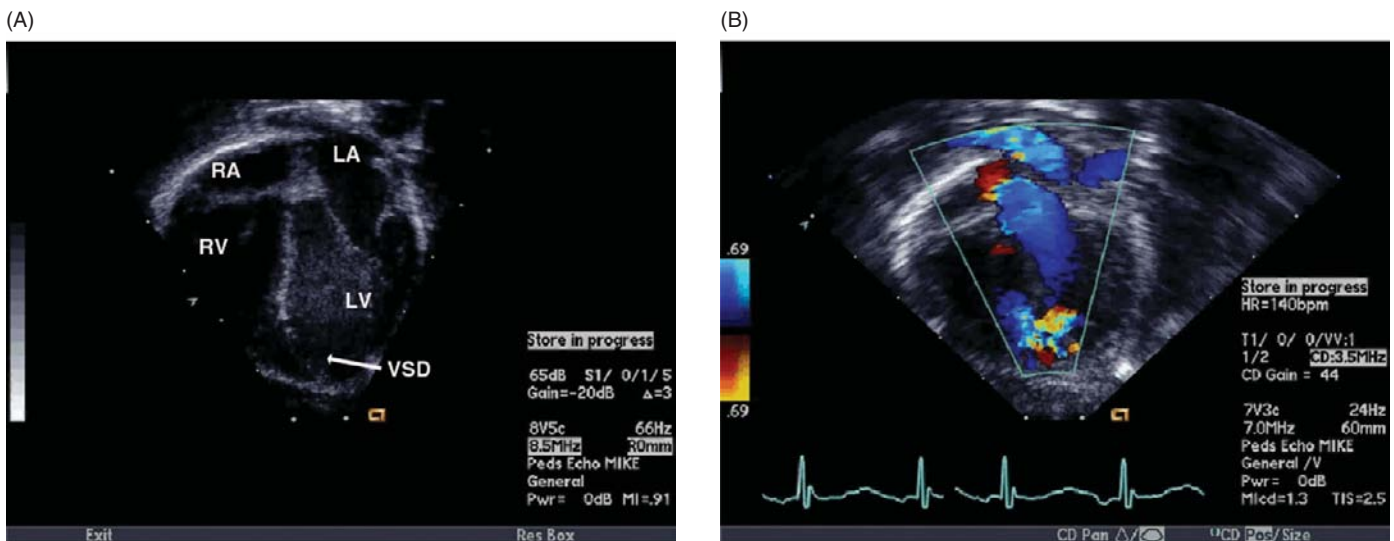 (A)
RA
LA
RV
LV
VSD
Store in progress
65dB S1/ 0/1/5
Gain=-20dB Δ=3
8V5c 66Hz
8.5MHz R0mm
Peds Echo MIKE
General
Pwr= 0dB MI=.91
Exit Res Box
(B)
.69
.69
Store in progress
HR=140bpm
T1/ 0/ 0/VV:1
1/2 CD:3.5MHz
CD Gain = 44
7V3c 24Hz
7.0MHz 60mm
Peds Echo MIKE
General /V
Pwr= 0dB
MIcd=1.3 TIS=2.5
CD Pan CD Pos/Size